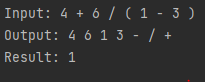 Input: 4 + 6 / ( 1 - 3 )
Output: 4 6 1 3 - / +
Result: 1